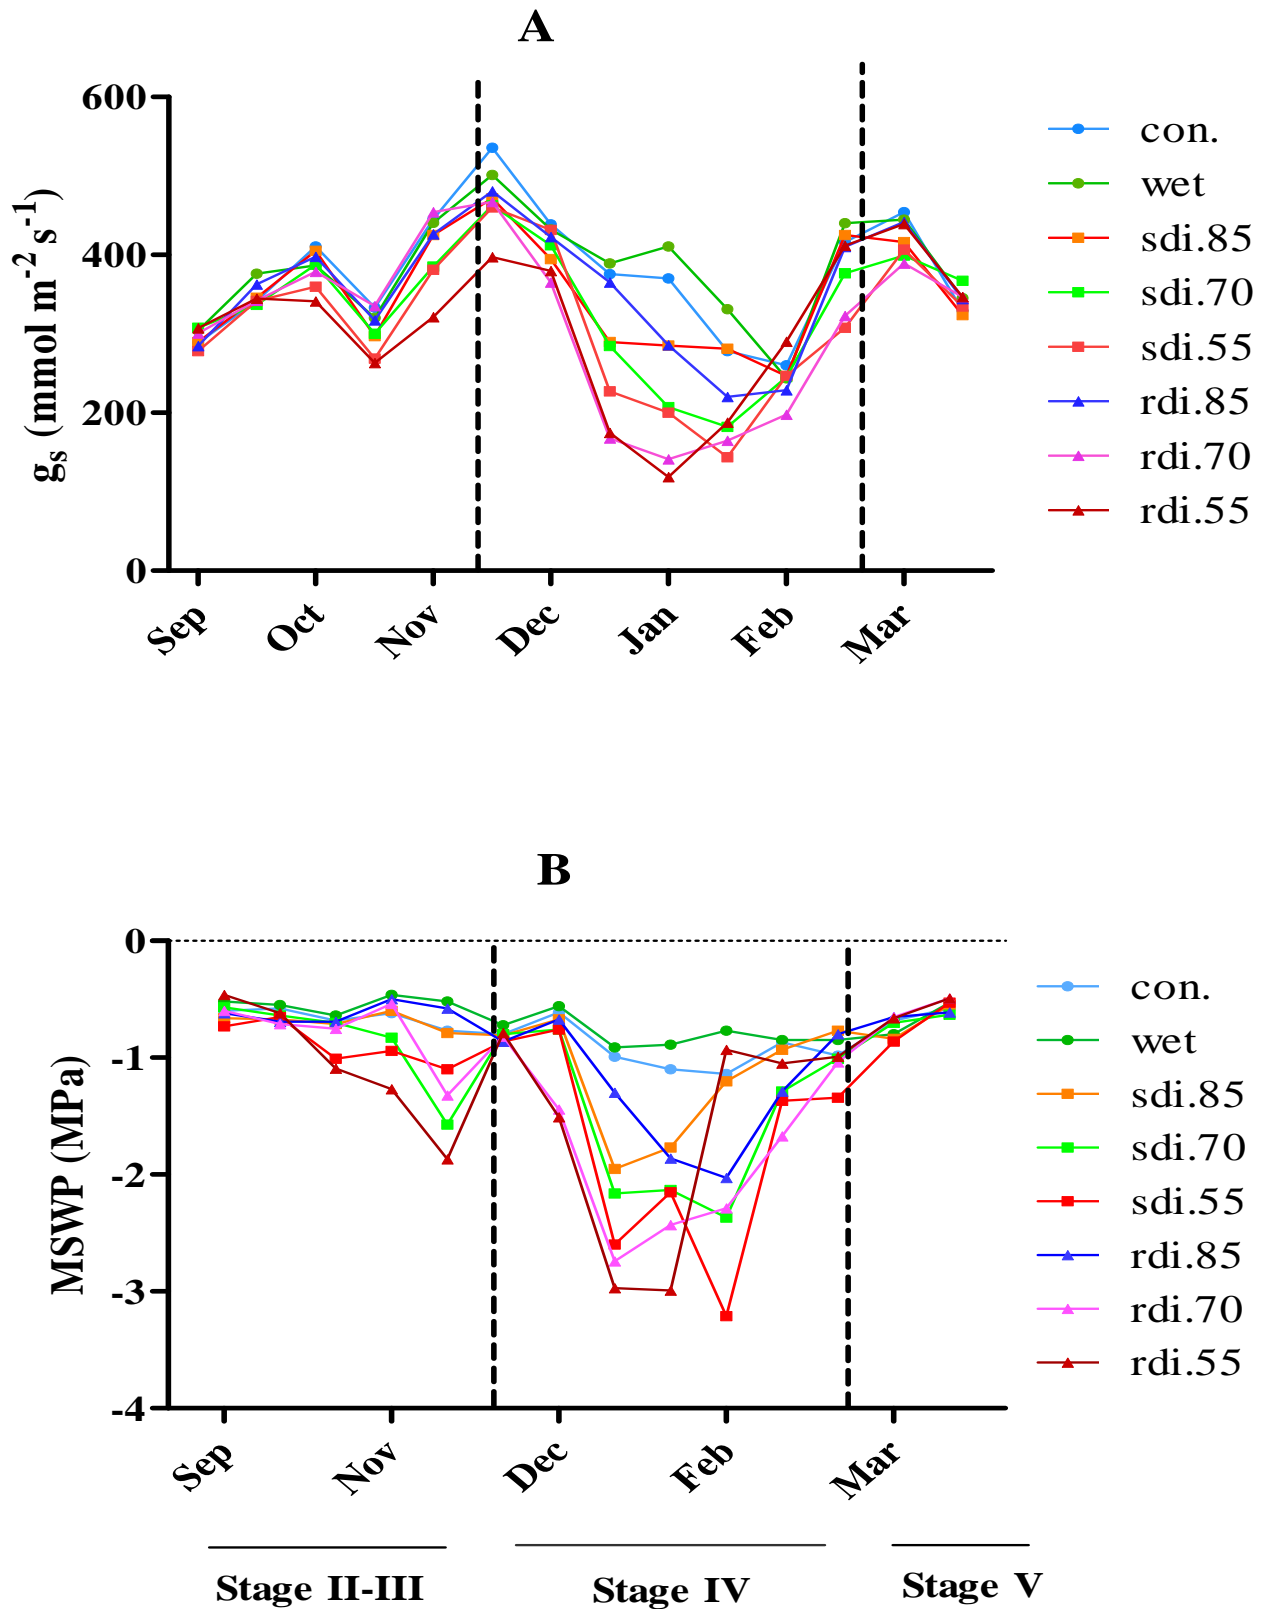 A
600
400
200
0
gₛ (mmol m⁻² s⁻¹)
Sep
Oct
Nov
Dec
Jan
Feb
Mar
con.
wet
sdi.85
sdi.70
sdi.55
rdi.85
rdi.70
rdi.55
B
0
-1
-2
-3
-4
MSWP (MPa)
Sep
Nov
Dec
Feb
Mar
con.
wet
sdi.85
sdi.70
sdi.55
rdi.85
rdi.70
rdi.55
Stage II-III
Stage IV
Stage V